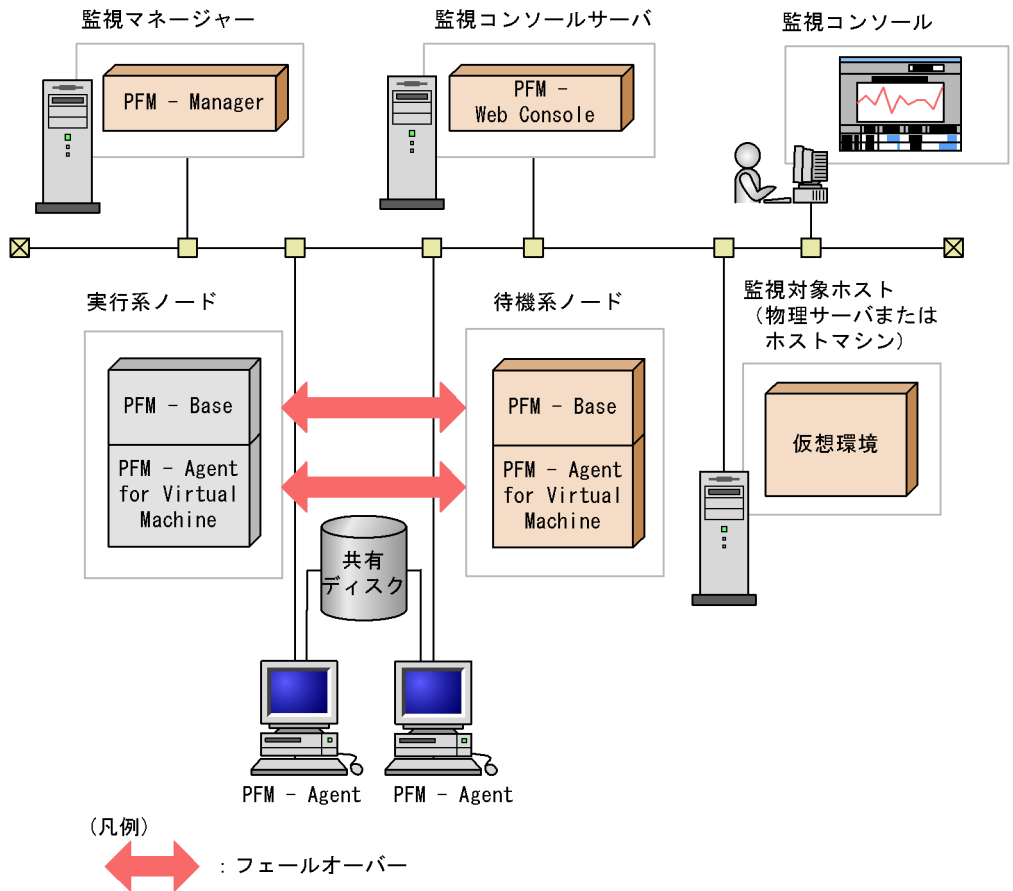 監視マネージャー
監視コンソールサーバ
監視コンソール
PFM - Manager
PFM -
Web Console
実行系ノード
待機系ノード
監視対象ホスト
(物理サーバまたは
ホストマシン)
PFM - Base
PFM - Agent
for Virtual
Machine
PFM - Base
PFM - Agent
for Virtual
Machine
仮想環境
共有
ディスク
PFM - Agent
PFM - Agent
(凡例)
:フェールオーバー